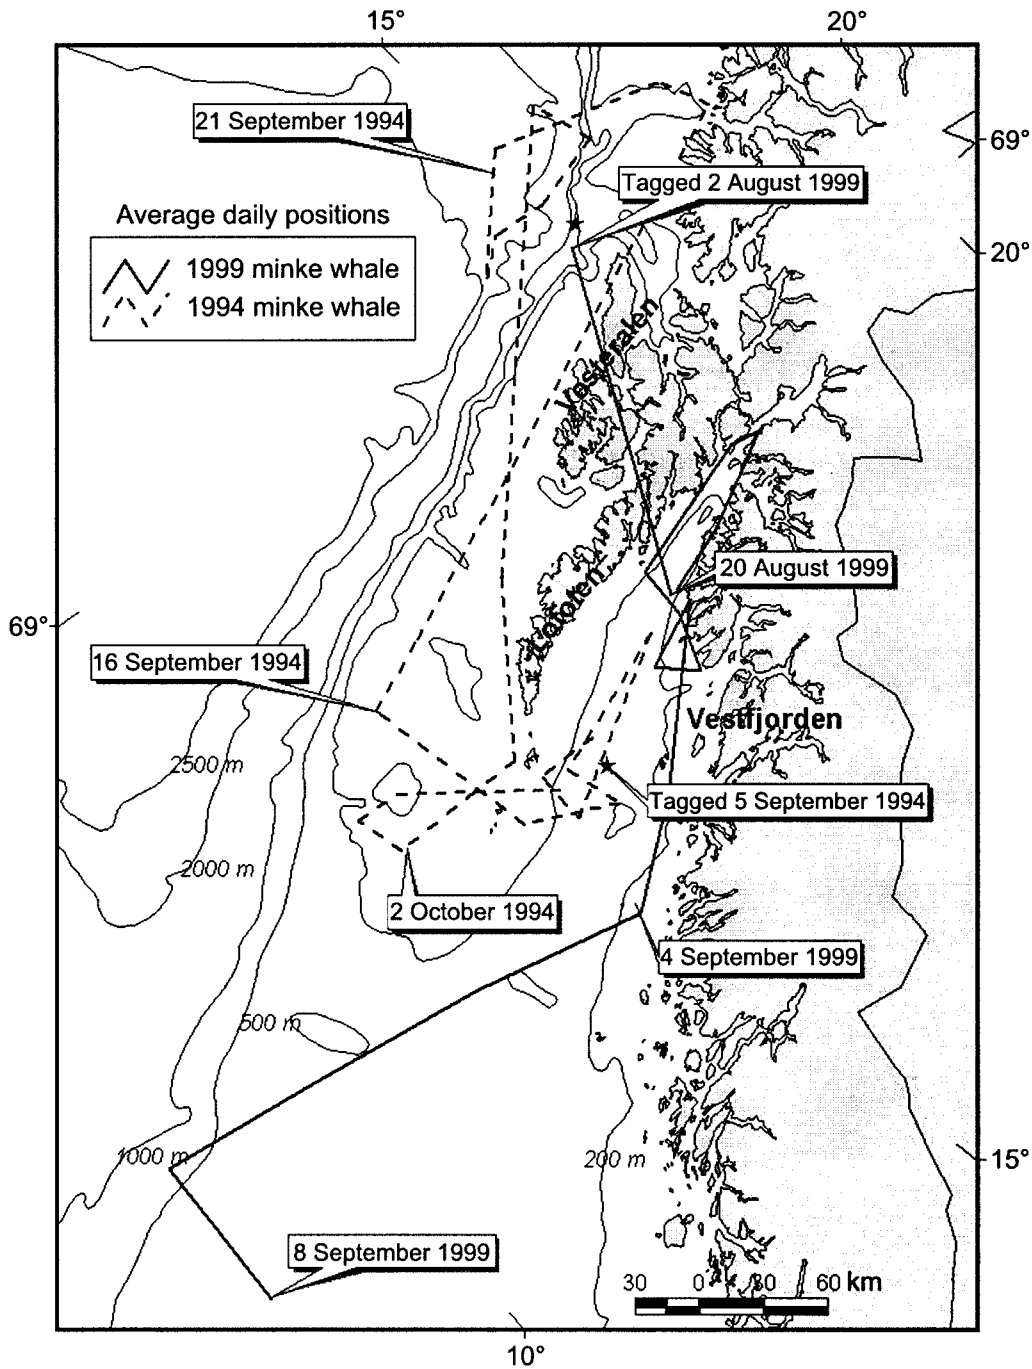 15° 20°
21 September 1994
69°
Tagged 2 August 1999
Average daily positions
20°
1999 minke whale
1994 minke whale
Vesterålen
20 August 1999
Lofoten
69°
16 September 1994
Vestfjorden
2500 m
Tagged 5 September 1994
2000 m
2 October 1994
4 September 1999
500 m
1000 m
200 m
15°
8 September 1999
30 0 30 60 km
10°